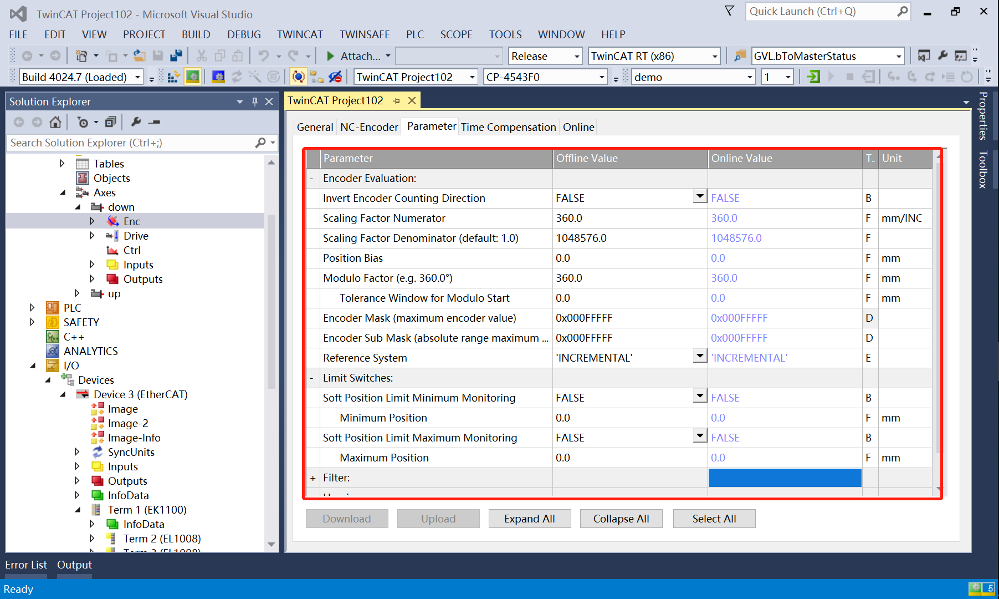 TwinCAT Project102 - Microsoft Visual Studio
Quick Launch (Ctrl+Q)
FILE EDIT VIEW PROJECT BUILD DEBUG TWINCAT TWINSAFE PLC SCOPE TOOLS WINDOW HELP
Attach... Release TwinCAT RT (x86) GVL.bToMasterStatus
Build 4024.7 (Loaded) TwinCAT Project102 CP-4543F0 demo 1
Solution Explorer
Search Solution Explorer (Ctrl+;)
Tables
Objects
Axes
down
Enc
Drive
Ctrl
Inputs
Outputs
up
PLC
SAFETY
C++
ANALYTICS
I/O
Devices
Device 3 (EtherCAT)
Image
Image-2
Image-Info
SyncUnits
Inputs
Outputs
InfoData
Term 1 (EK1100)
InfoData
Term 2 (EL1008)
TwinCAT Project102
General NC-Encoder Parameter Time Compensation Online
Parameter Offline Value Online Value T.. Unit
- Encoder Evaluation:
Invert Encoder Counting Direction FALSE FALSE B
Scaling Factor Numerator 360.0 360.0 F mm/INC
Scaling Factor Denominator (default: 1.0) 1048576.0 1048576.0 F
Position Bias 0.0 0.0 F mm
Modulo Factor (e.g. 360.0°) 360.0 360.0 F mm
Tolerance Window for Modulo Start 0.0 0.0 F mm
Encoder Mask (maximum encoder value) 0x000FFFFF 0x000FFFFF D
Encoder Sub Mask (absolute range maximum ... 0x000FFFFF 0x000FFFFF D
Reference System 'INCREMENTAL' 'INCREMENTAL' E
- Limit Switches:
Soft Position Limit Minimum Monitoring FALSE FALSE B
Minimum Position 0.0 0.0 F mm
Soft Position Limit Maximum Monitoring FALSE FALSE B
Maximum Position 0.0 0.0 F mm
+ Filter:
Download Upload Expand All Collapse All Select All
Properties
Toolbox
Error List Output
Ready
5